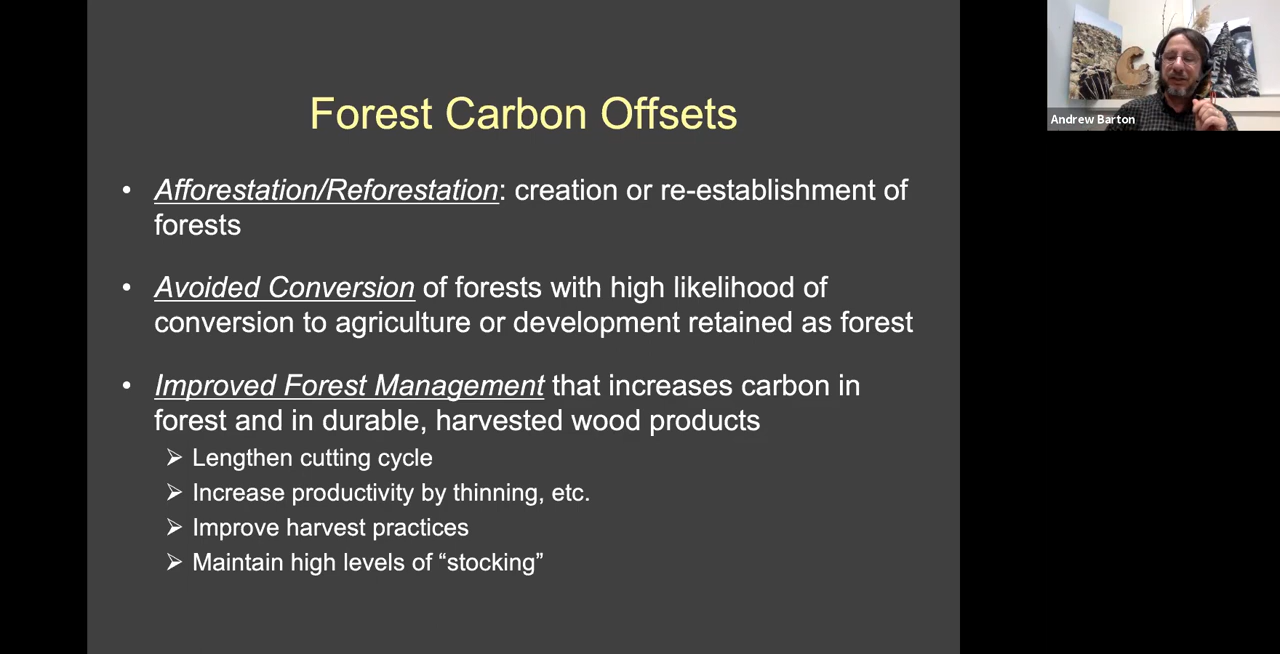 Forest Carbon Offsets
• Afforestation/Reforestation: creation or re-establishment of
forests
• Avoided Conversion of forests with high likelihood of
conversion to agriculture or development retained as forest
• Improved Forest Management that increases carbon in
forest and in durable, harvested wood products
➢ Lengthen cutting cycle
➢ Increase productivity by thinning, etc.
➢ Improve harvest practices
➢ Maintain high levels of “stocking”
Andrew Barton